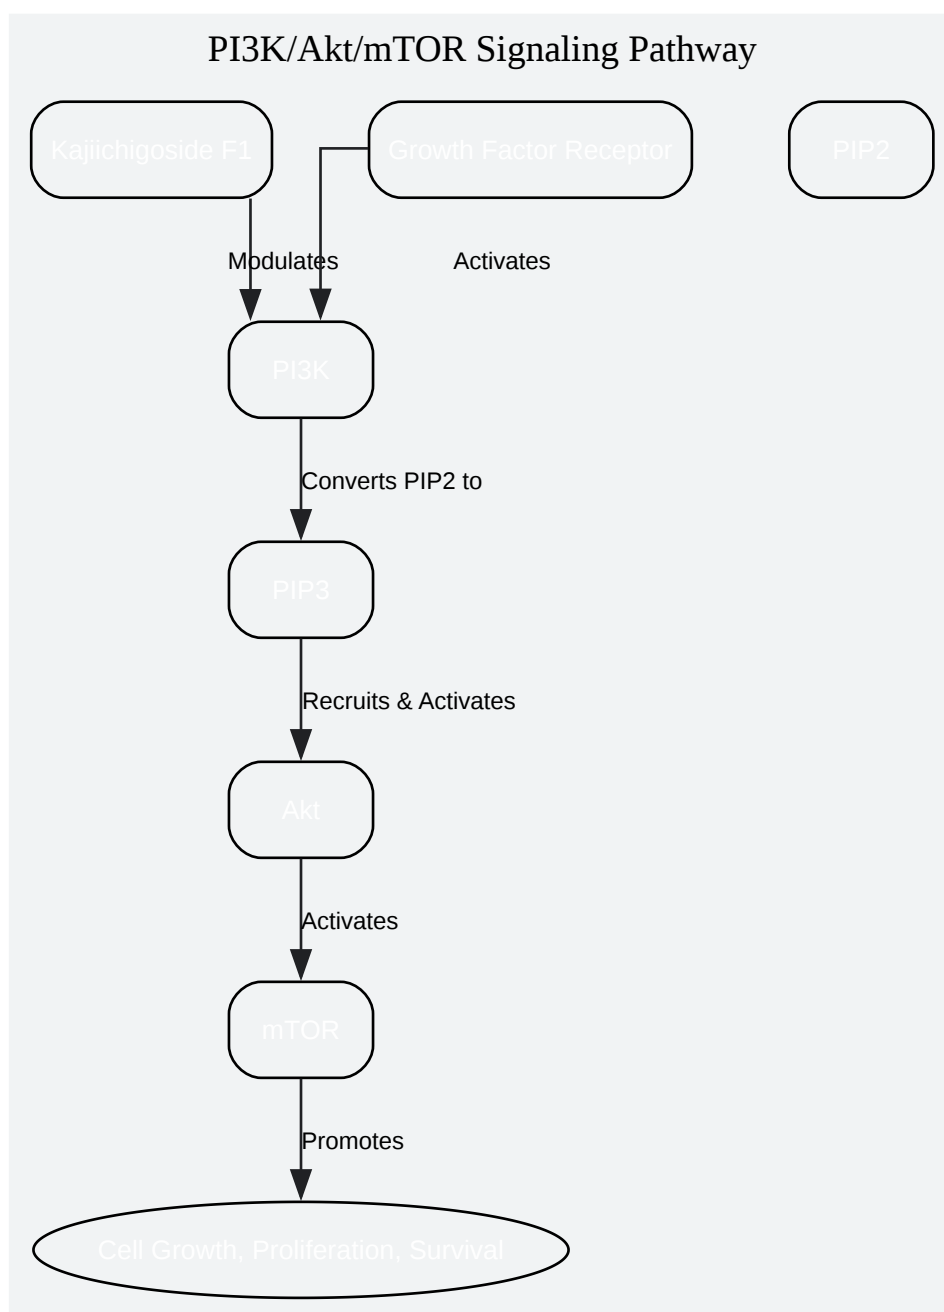 PI3K/Akt/mTOR Signaling Pathway
Kajiichigoside F1
Growth Factor Receptor
PIP2
Modulates
Activates
PI3K
Converts PIP2 to
PIP3
Recruits & Activates
Akt
Activates
mTOR
Promotes
Cell Growth, Proliferation, Survival